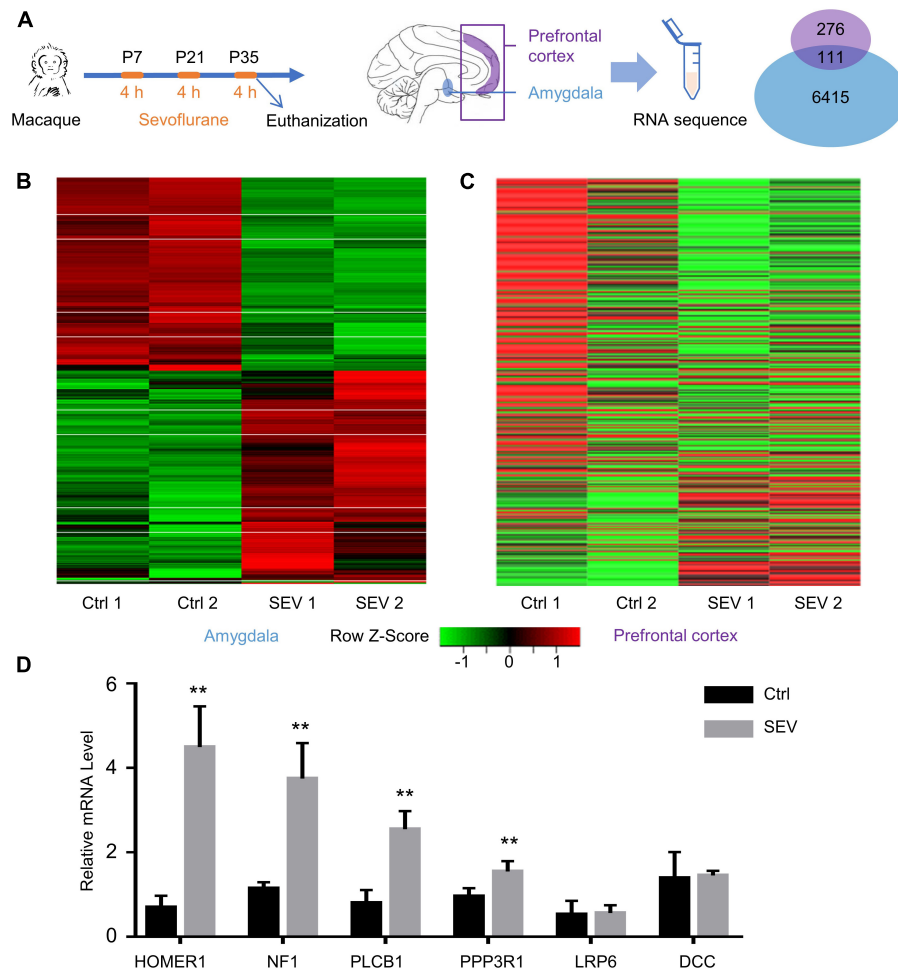 A
P7 P21 P35
4 h 4 h 4 h
Macaque
Sevoflurane
Euthanization
Prefrontal
cortex
Amygdala
RNA sequence
276
111
6415
B
Ctrl 1 Ctrl 2 SEV 1 SEV 2
C
Ctrl 1 Ctrl 2 SEV 1 SEV 2
Amygdala Row Z-Score Prefrontal cortex
-1 0 1
D
Relative mRNA Level
6
4
2
0
** ** ** **
Ctrl
SEV
HOMER1 NF1 PLCB1 PPP3R1 LRP6 DCC